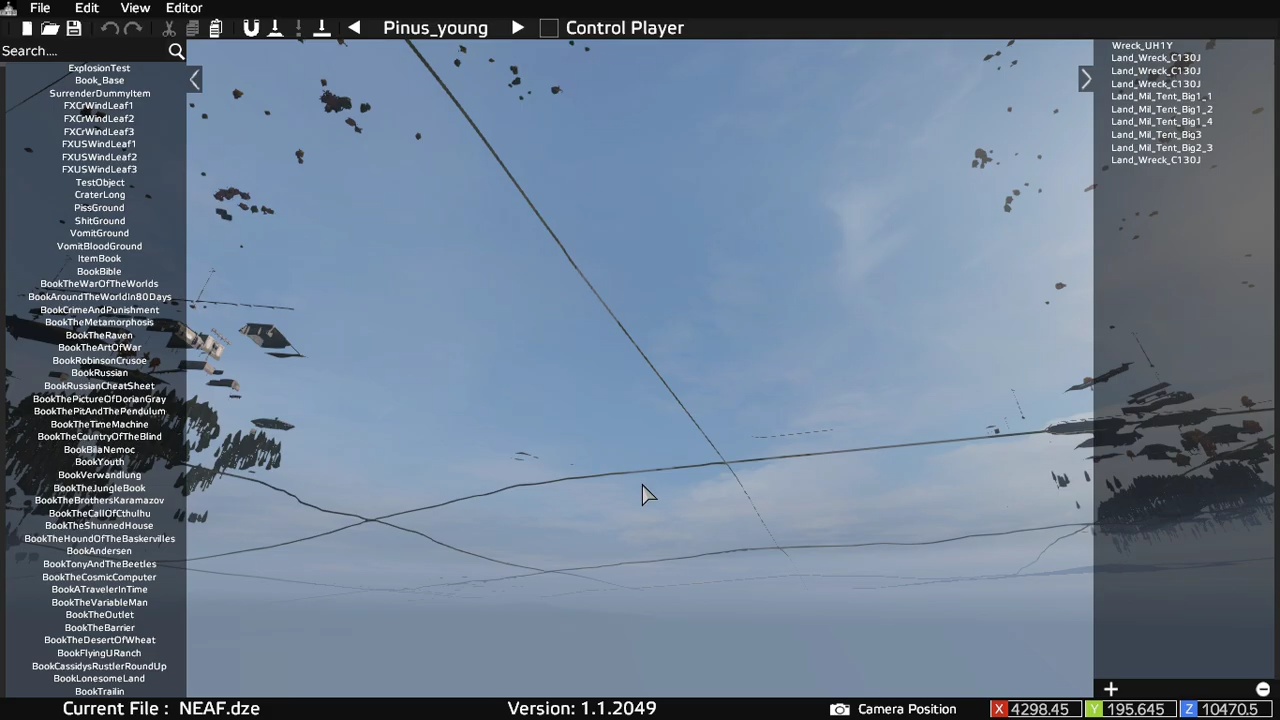 File Edit View Editor
Pinus_young Control Player
Search....
ExplosionTest
Book_Base
SurrenderDummyItem
FXCrWindLeaf1
FXCrWindLeaf2
FXCrWindLeaf3
FXUSWindLeaf1
FXUSWindLeaf2
FXUSWindLeaf3
TestObject
CraterLong
PissGround
ShitGround
VomitGround
VomitBloodGround
ItemBook
BookBible
BookTheWarOfTheWorlds
BookAroundTheWorldIn80Days
BookCrimeAndPunishment
BookTheMetamorphosis
BookTheRaven
BookTheArtOfWar
BookRobinsonCrusoe
BookRussian
BookRussianCheatSheet
BookThePictureOfDorianGray
BookThePitAndThePendulum
BookTheTimeMachine
BookTheCountryOfTheBlind
BookBilaNemoc
BookYouth
BookVerwandlung
BookTheJungleBook
BookTheBrothersKaramazov
BookTheCallOfCthulhu
BookTheShunnedHouse
BookTheHoundOfTheBaskervilles
BookAndersen
BookTonyAndTheBeetles
BookTheCosmicComputer
BookATravelerInTime
BookTheVariableMan
BookTheOutlet
BookTheBarrier
BookTheDesertOfWheat
BookFlyingURanch
BookCassidysRustlerRoundUp
BookLonesomeLand
BookTrailin
Wreck_UH1Y
Land_Wreck_C130J
Land_Wreck_C130J
Land_Wreck_C130J
Land_Mil_Tent_Big1_1
Land_Mil_Tent_Big1_2
Land_Mil_Tent_Big1_4
Land_Mil_Tent_Big3
Land_Mil_Tent_Big2_3
Land_Wreck_C130J
Current File : NEAF.dze Version: 1.1.2049 Camera Position X 4298.45 Y 195.645 Z 10470.5